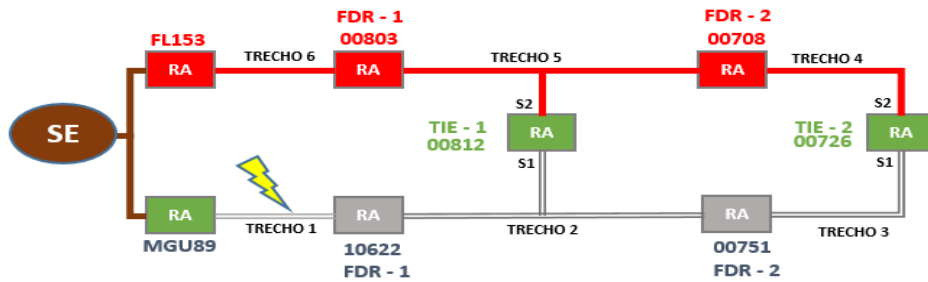 FL153
RA
TRECHO 6
FDR - 1
00803
RA
TRECHO 5
FDR - 2
00708
RA
TRECHO 4
SE
S2
TIE - 1
00812
RA
S1
S2
TIE - 2
00726
RA
S1
RA
MGU89
TRECHO 1
RA
10622
FDR - 1
TRECHO 2
RA
00751
FDR - 2
TRECHO 3